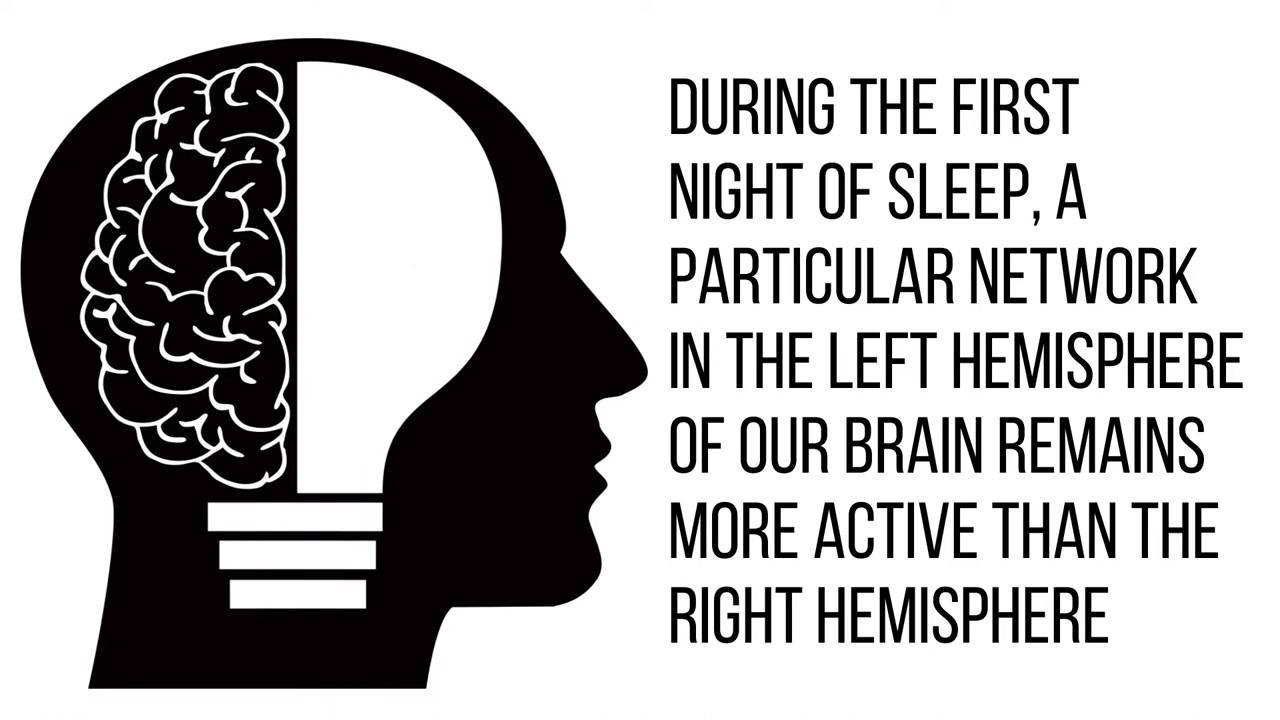 DURING THE FIRST
NIGHT OF SLEEP, A
PARTICULAR NETWORK
IN THE LEFT HEMISPHERE
OF OUR BRAIN REMAINS
MORE ACTIVE THAN THE
RIGHT HEMISPHERE